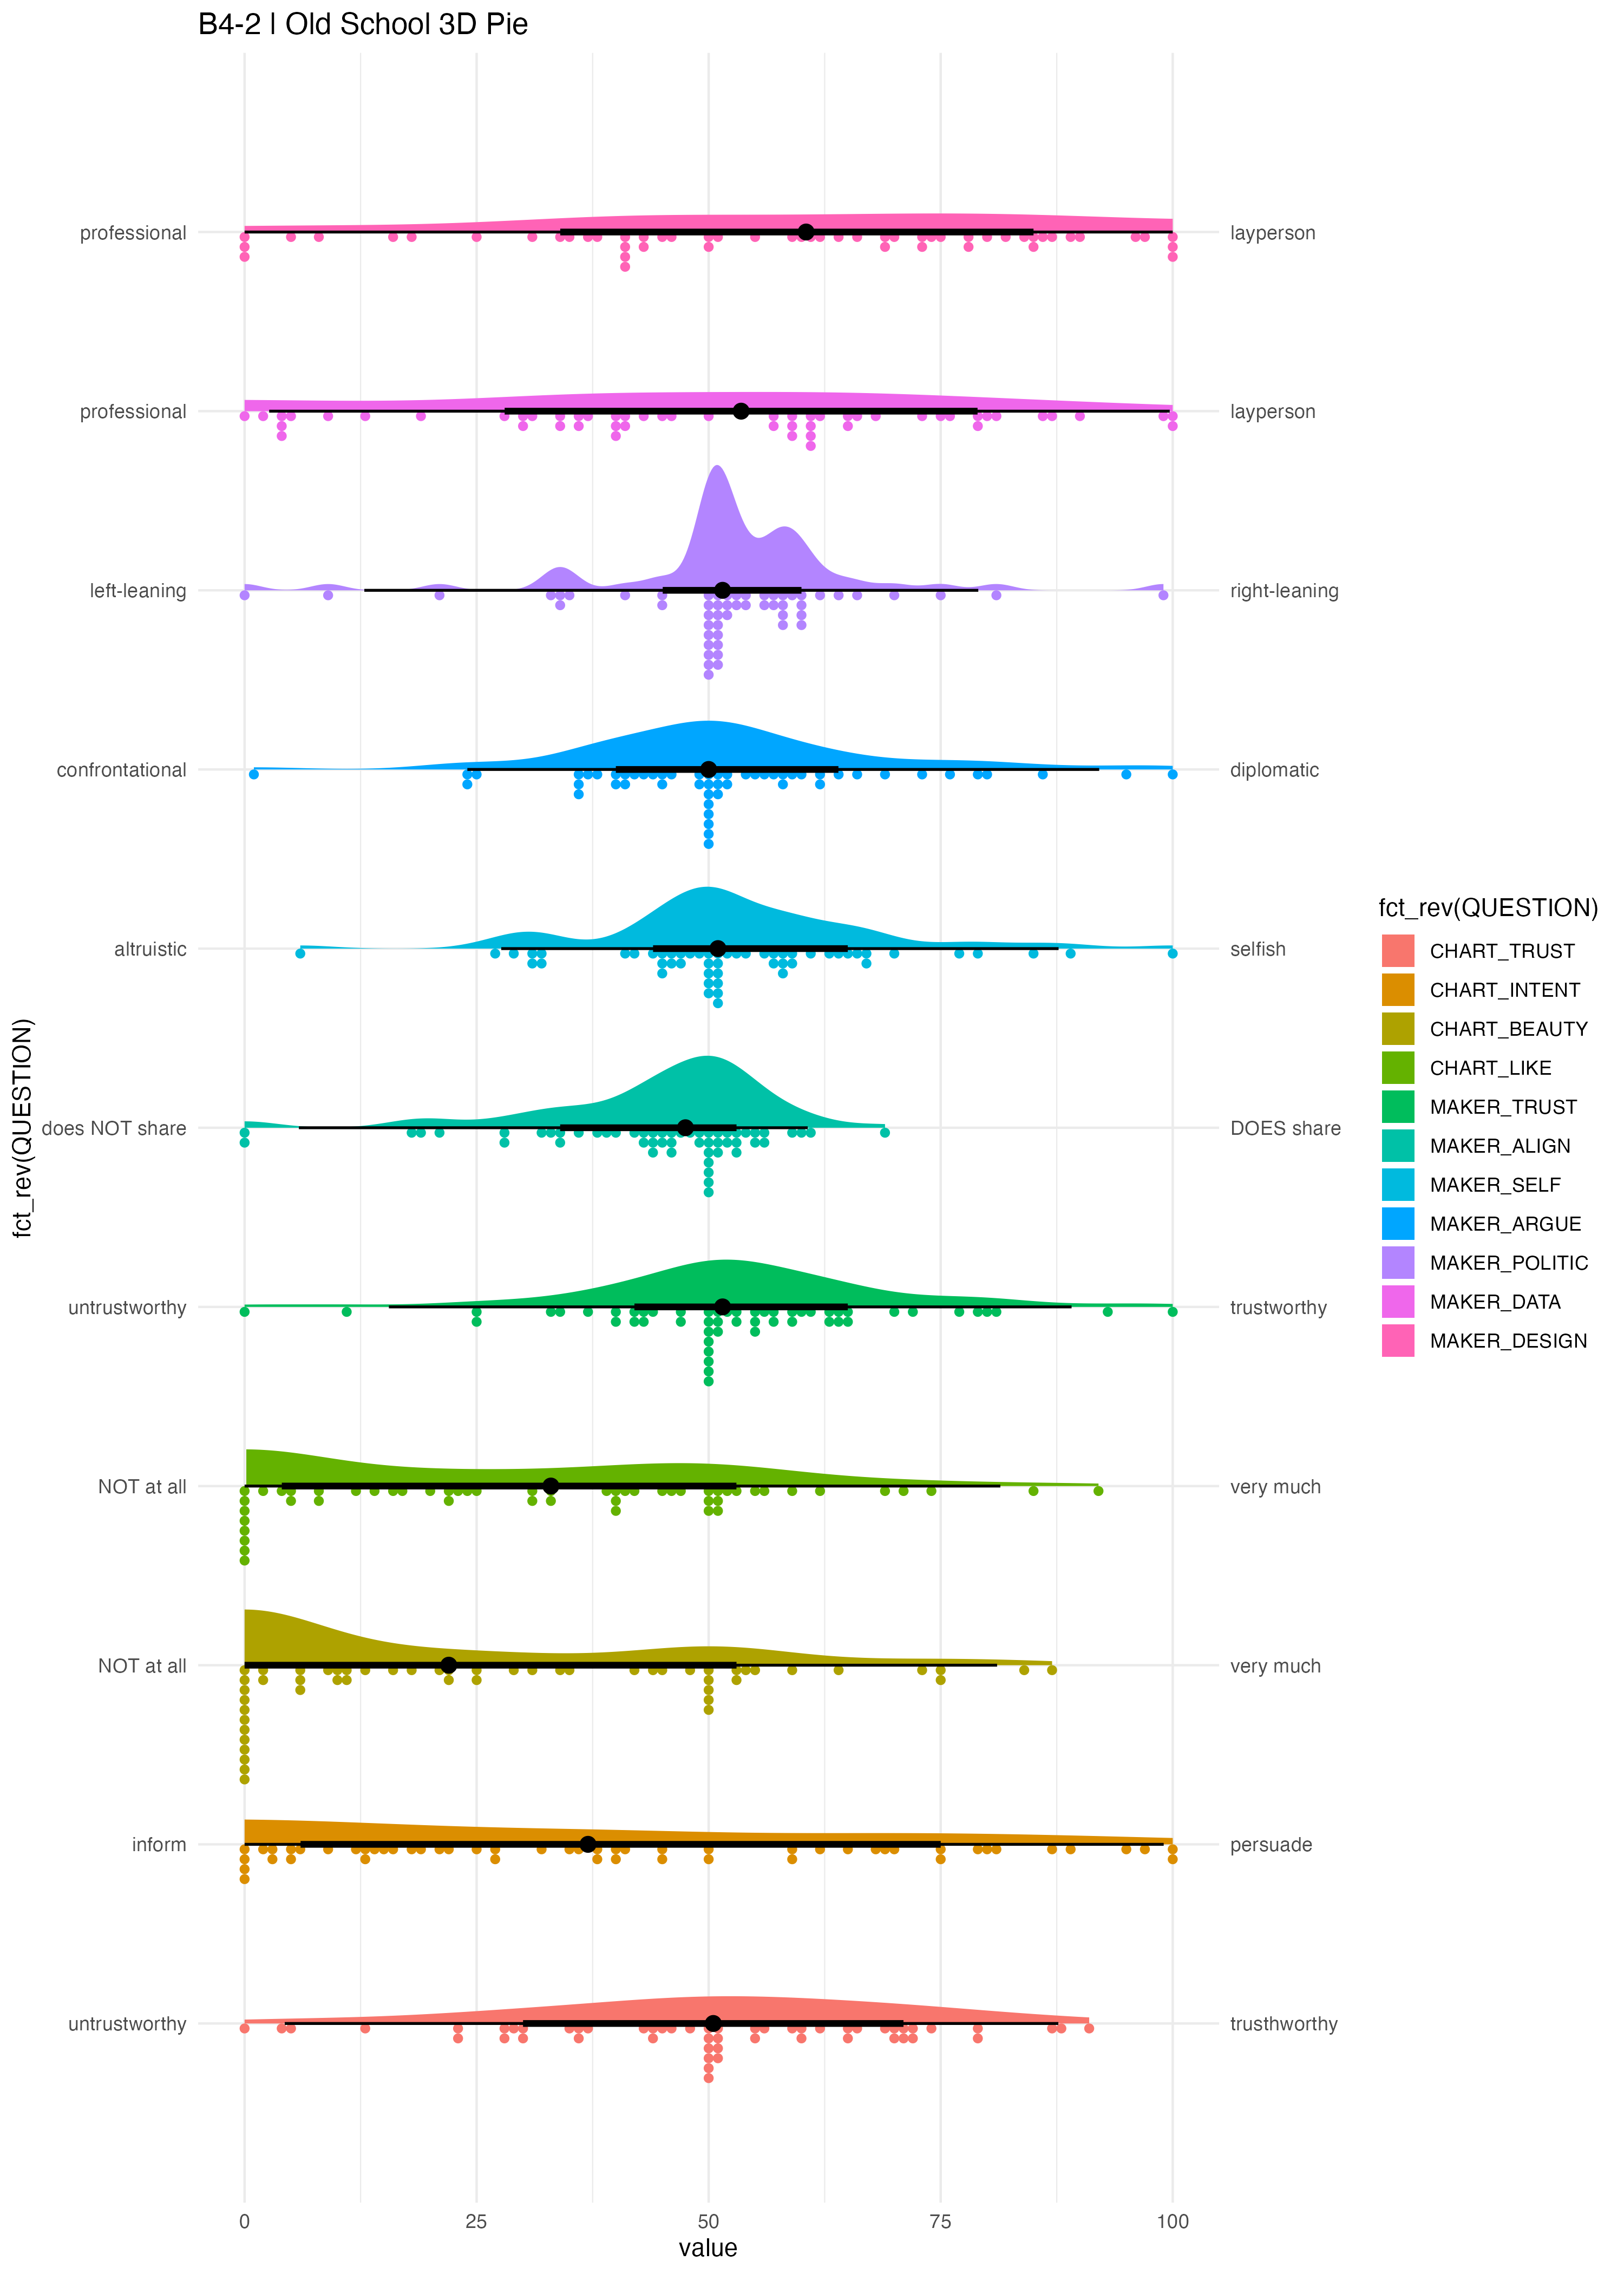 B4-2 | Old School 3D Pie
professional
layperson
professional
layperson
left-leaning
right-leaning
confrontational
diplomatic
altruistic
selfish
does NOT share
DOES share
untrustworthy
trustworthy
NOT at all
very much
NOT at all
very much
inform
persuade
untrustworthy
trusthworthy
0 25 50 75 100
value
fct_rev(QUESTION)
fct_rev(QUESTION)
CHART_TRUST
CHART_INTENT
CHART_BEAUTY
CHART_LIKE
MAKER_TRUST
MAKER_ALIGN
MAKER_SELF
MAKER_ARGUE
MAKER_POLITIC
MAKER_DATA
MAKER_DESIGN